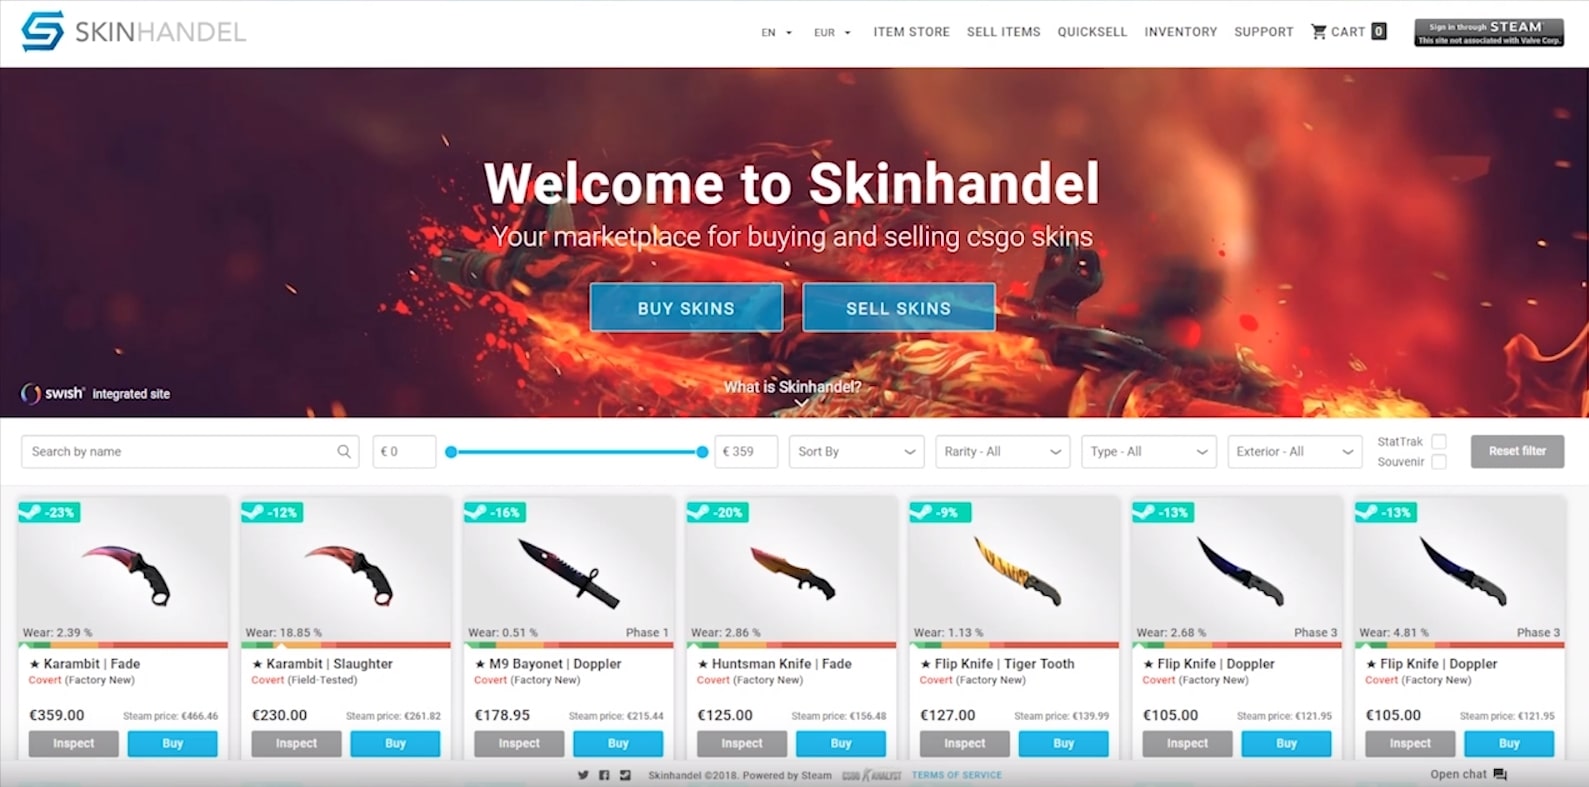 SKINHANDEL
EN EUR ITEM STORE SELL ITEMS QUICKSELL INVENTORY SUPPORT CART 0
Sign in through STEAM
This site not associated with Valve Corp.
Welcome to Skinhandel
Your marketplace for buying and selling csgo skins
BUY SKINS SELL SKINS
What is Skinhandel?
swish integrated site
Search by name € 0 € 359 Sort By Rarity - All Type - All Exterior - All StatTrak Souvenir Reset filter
-23% -12% -16% -20% -9% -13% -13%
Wear: 2.39 % Wear: 18.85 % Wear: 0.51 % Phase 1 Wear: 2.86 % Wear: 1.13 % Wear: 2.68 % Phase 3 Wear: 4.81 % Phase 3
★ Karambit | Fade ★ Karambit | Slaughter ★ M9 Bayonet | Doppler ★ Huntsman Knife | Fade ★ Flip Knife | Tiger Tooth ★ Flip Knife | Doppler ★ Flip Knife | Doppler
Covert (Factory New) Covert (Field-Tested) Covert (Factory New) Covert (Factory New) Covert (Factory New) Covert (Factory New) Covert (Factory New)
€359.00 Steam price: €466.46 €230.00 Steam price: €261.82 €178.95 Steam price: €215.44 €125.00 Steam price: €156.48 €127.00 Steam price: €139.99 €105.00 Steam price: €121.95 €105.00 Steam price: €121.95
Inspect Buy Inspect Buy Inspect Buy Inspect Buy Inspect Buy Inspect Buy Inspect Buy
Skinhandel ©2018. Powered by Steam CSGO ANALYST TERMS OF SERVICE Open chat